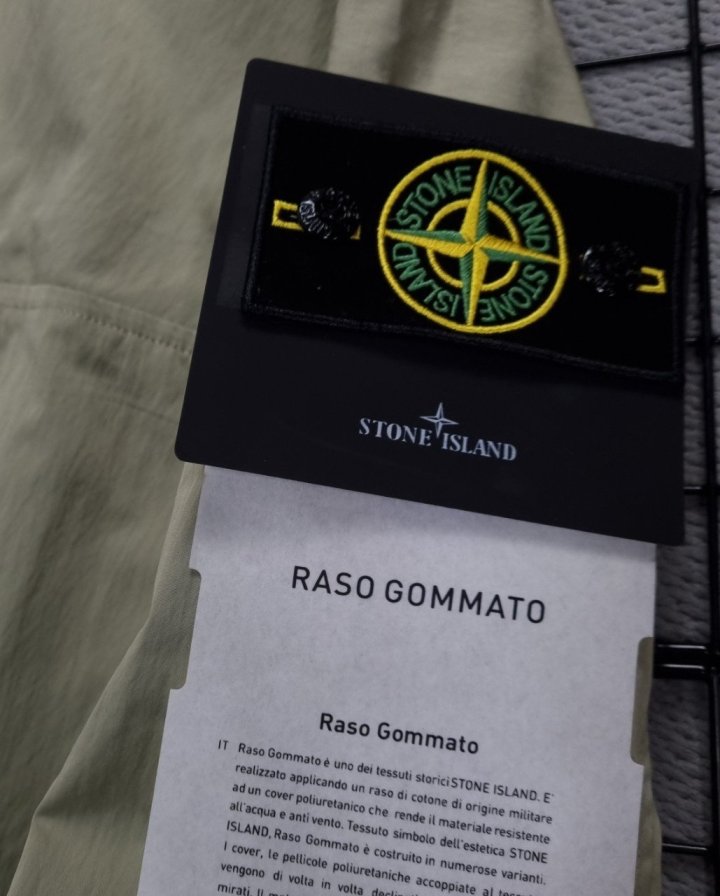 STONE ISLAND
STONE ISLAND
STONE ISLAND
RASO GOMMATO
Raso Gommato
IT Raso Gommato è uno dei tessuti storici STONE ISLAND. E'
realizzato applicando un raso di cotone di origine militare
ad un cover poliuretanico che rende il materiale resistente
all'acqua e anti vento. Tessuto simbolo dell'estetica STONE
ISLAND, Raso Gommato è costruito in numerose varianti.
I cover, le pellicole poliuretaniche accoppiate al
vengono di volta in volta
mirati. Il